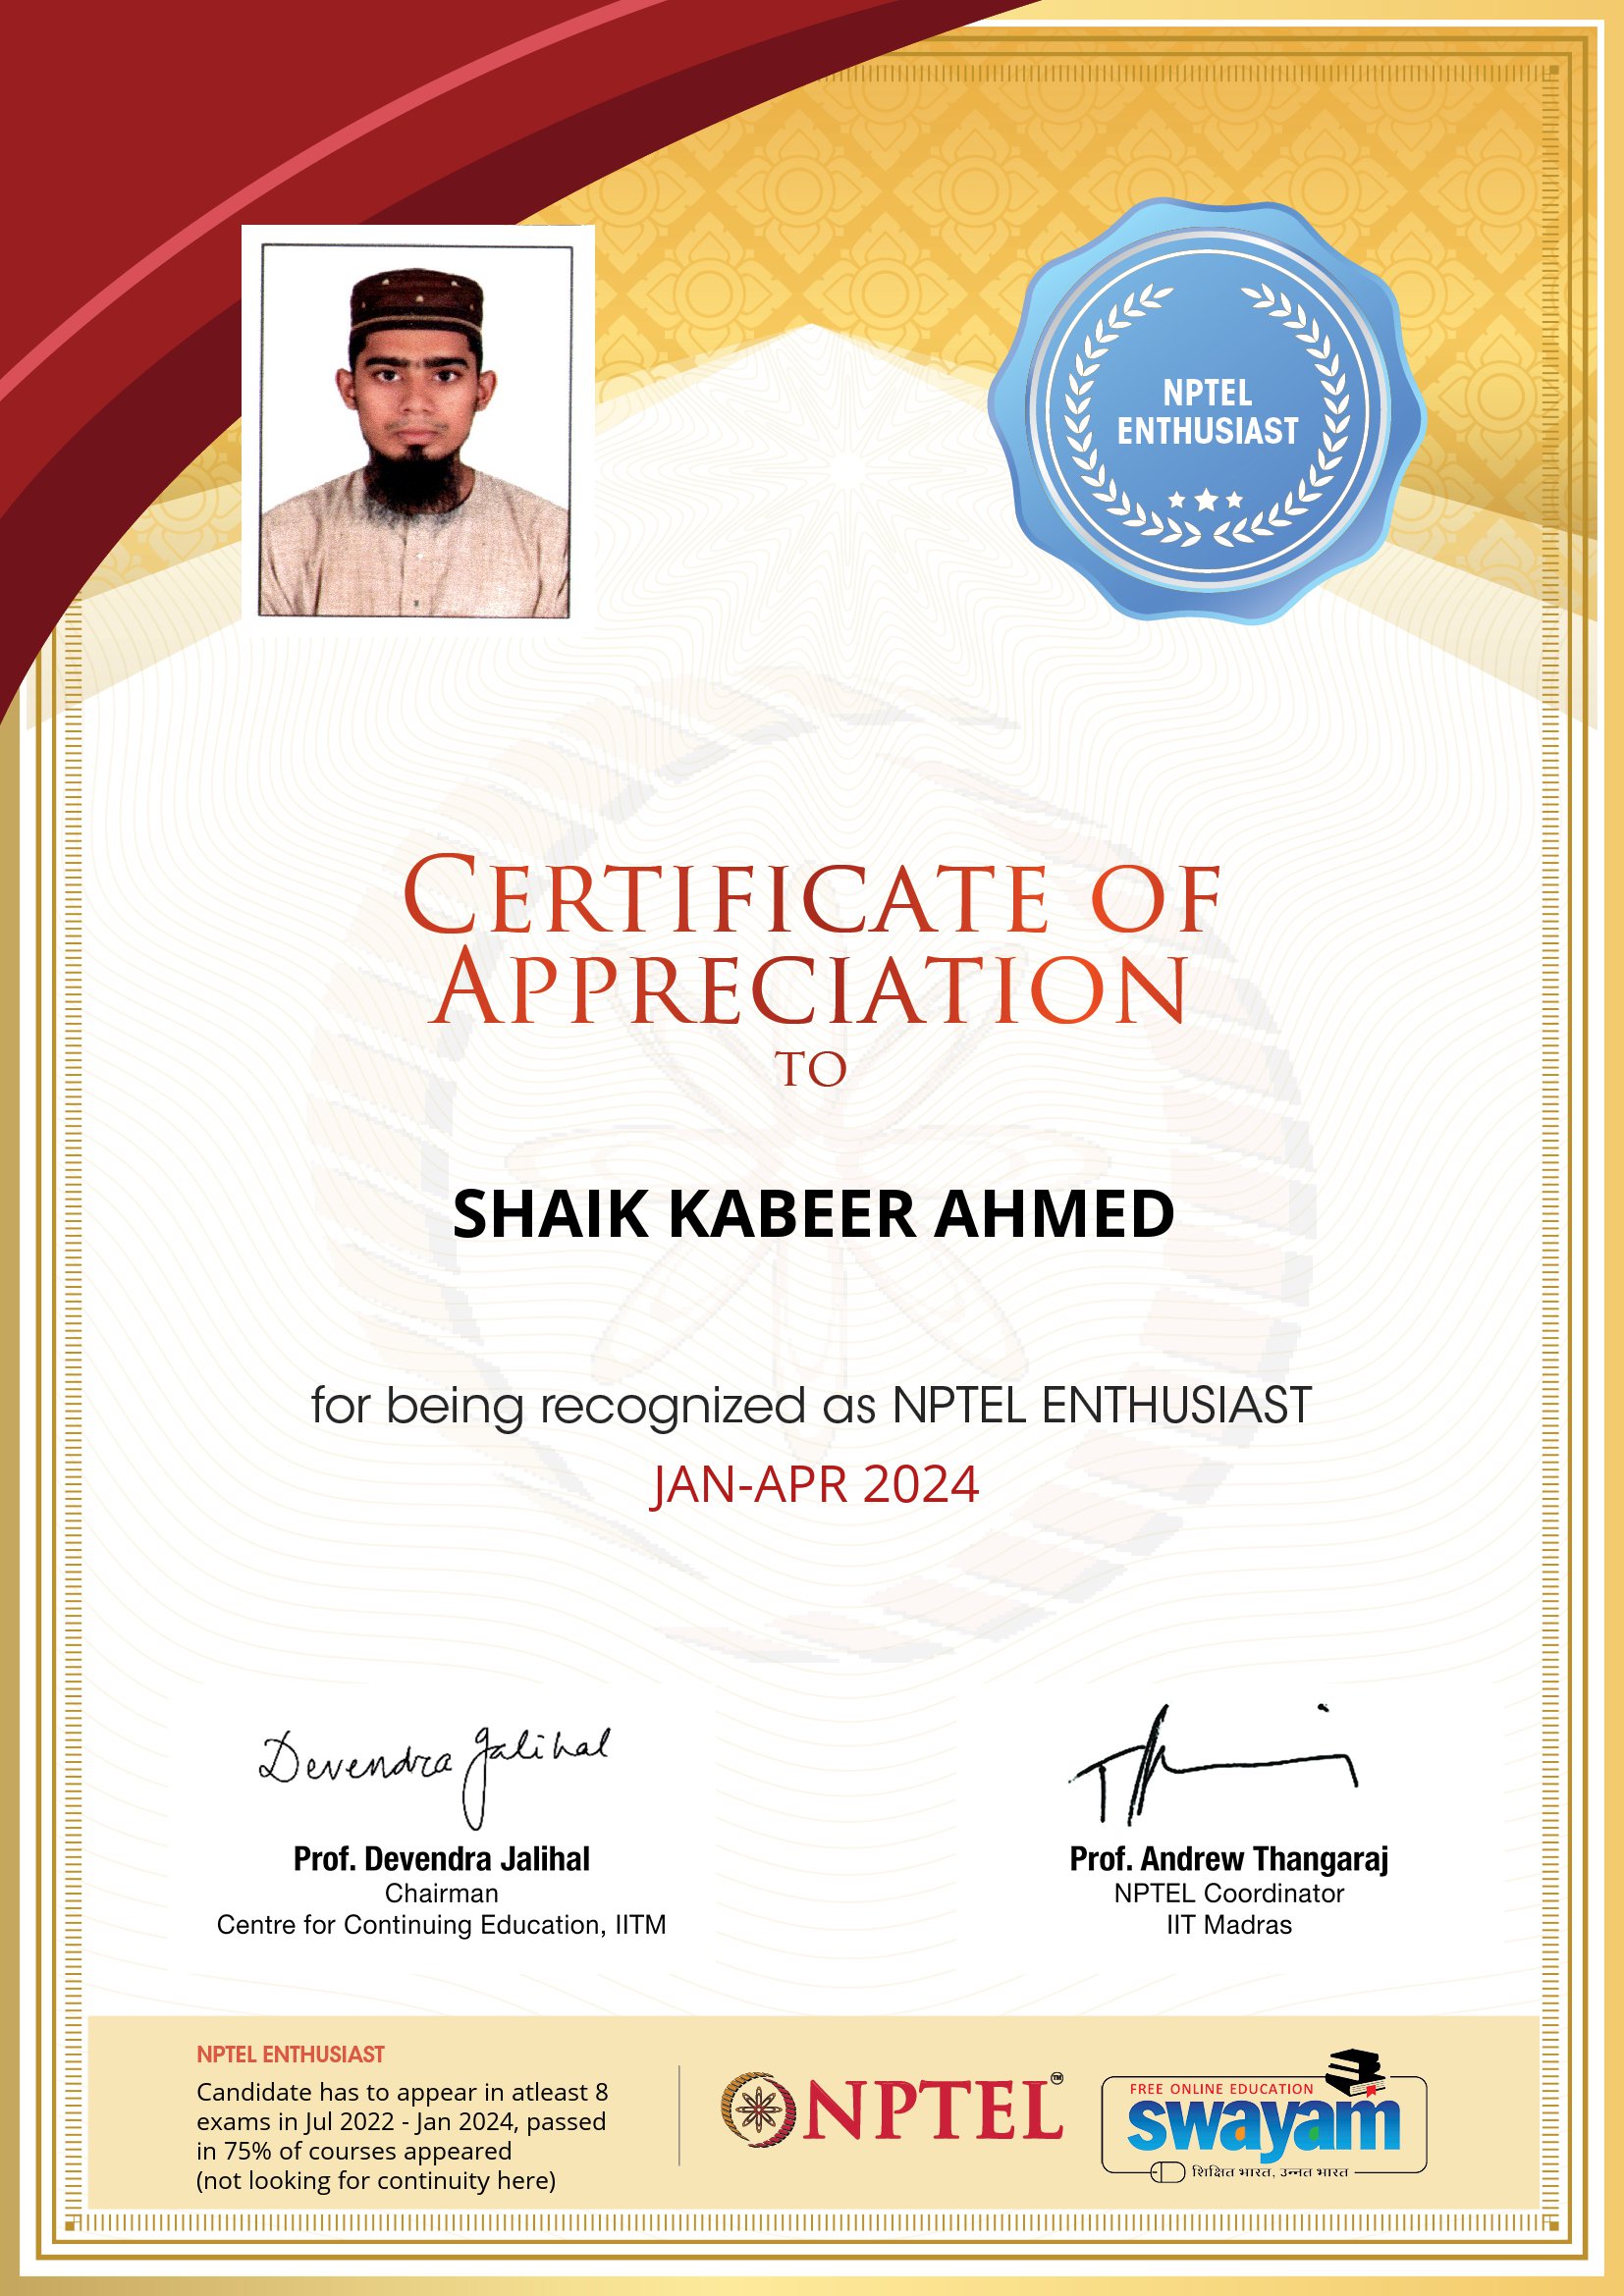 NPTEL
ENTHUSIAST
CERTIFICATE OF
APPRECIATION
TO
SHAIK KABEER AHMED
for being recognized as NPTEL ENTHUSIAST
JAN-APR 2024
Devendra Jalihal
Prof. Devendra Jalihal
Chairman
Centre for Continuing Education, IITM
Prof. Andrew Thangaraj
NPTEL Coordinator
IIT Madras
NPTEL ENTHUSIAST
Candidate has to appear in atleast 8
exams in Jul 2022 - Jan 2024, passed
in 75% of courses appeared
(not looking for continuity here)
NPTEL™
FREE ONLINE EDUCATION
swayam
शिक्षित भारत, उन्नत भारत